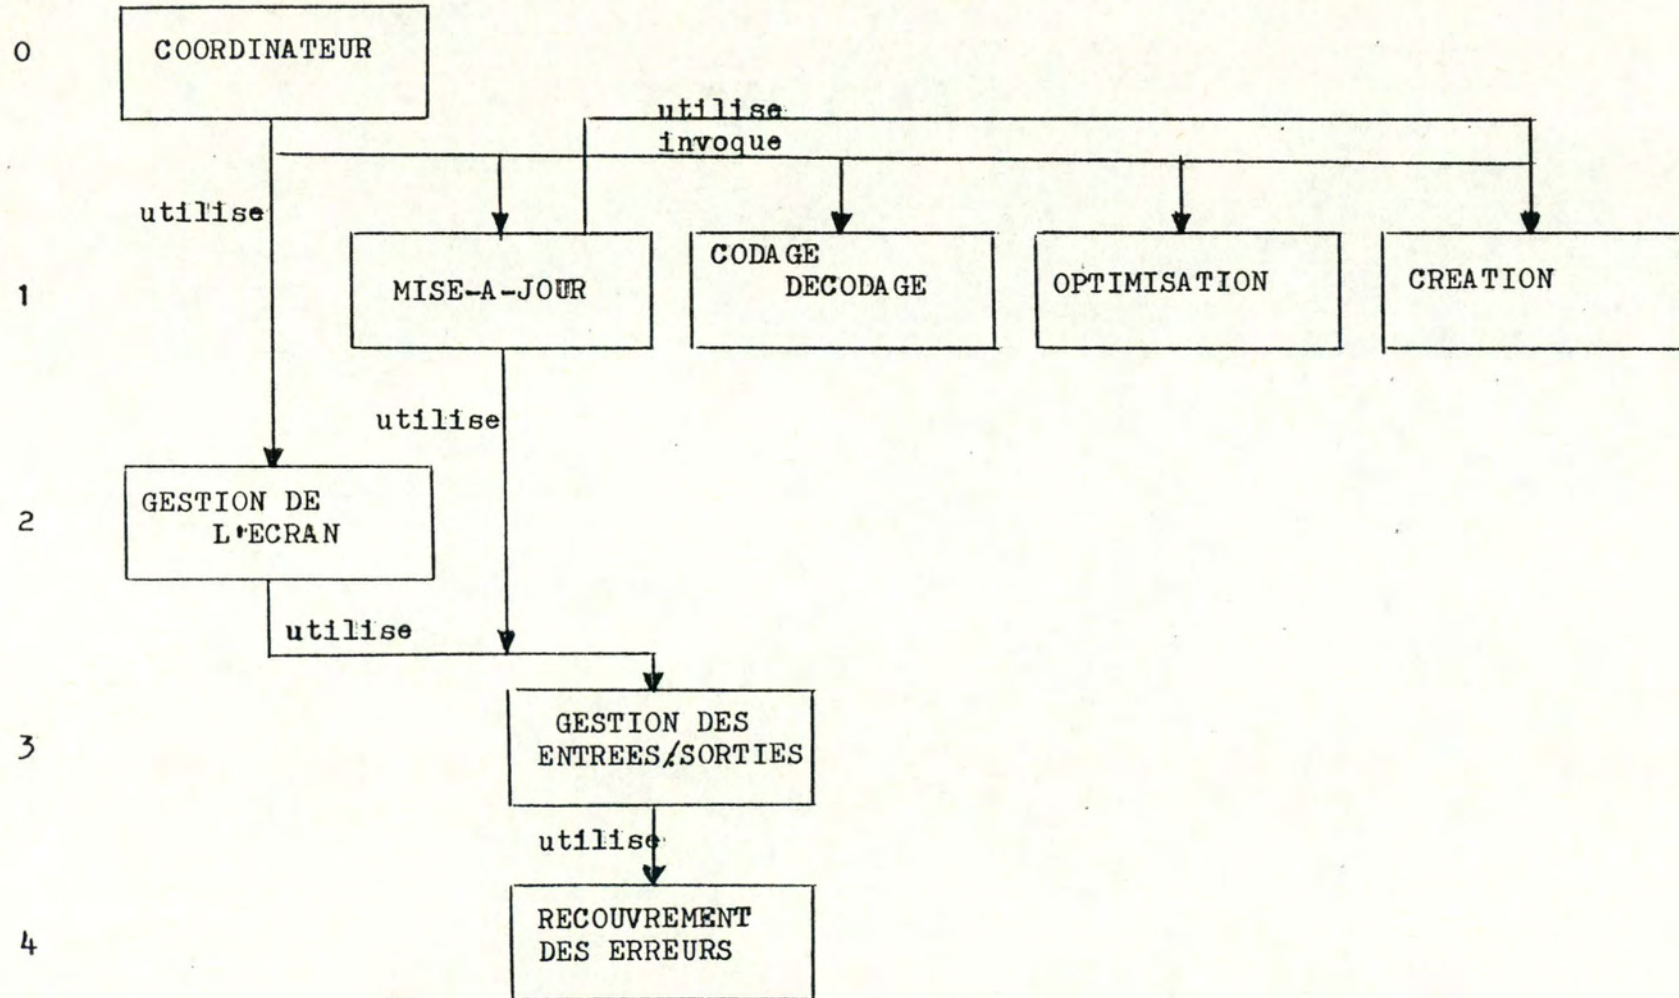 0
COORDINATEUR
utilise
invoque
utilise
1
MISE-A-JOUR
CODAGE
DECODAGE
OPTIMISATION
CREATION
utilise
2
GESTION DE
L'ECRAN
utilise
3
GESTION DES
ENTREES/SORTIES
utilise
4
RECOUVREMENT
DES ERREURS